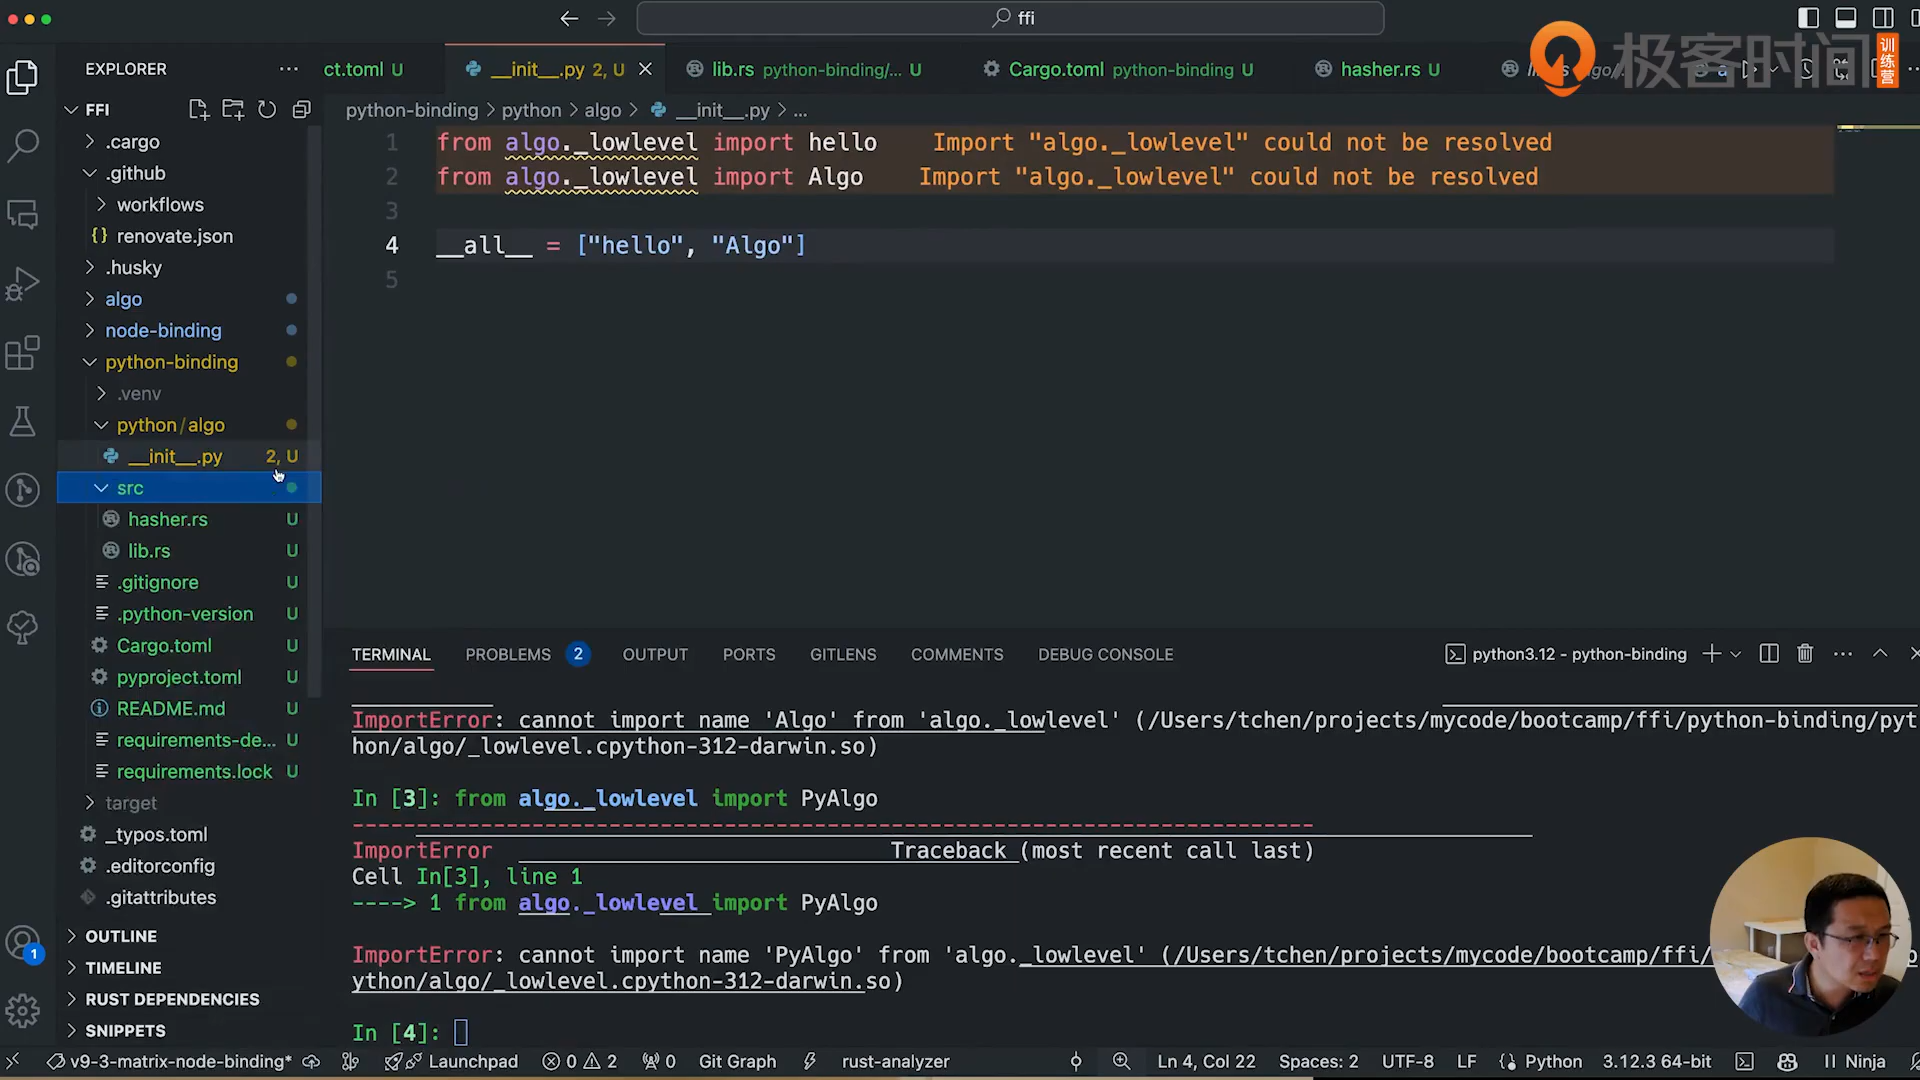 ffi
极客时间 训练营
EXPLORER
ct.toml U
__init__.py 2, U
lib.rs python-binding/... U
Cargo.toml python-binding U
hasher.rs U
FFI
python-binding > python > algo > __init__.py > ...
.cargo
.github
workflows
renovate.json
.husky
algo
node-binding
python-binding
.venv
python/algo
__init__.py 2, U
src
hasher.rs U
lib.rs U
.gitignore U
.python-version U
Cargo.toml U
pyproject.toml U
README.md U
requirements-de... U
requirements.lock U
target
_typos.toml
.editorconfig
.gitattributes
OUTLINE
TIMELINE
RUST DEPENDENCIES
SNIPPETS
1 from algo._lowlevel import hello Import "algo._lowlevel" could not be resolved
2 from algo._lowlevel import Algo Import "algo._lowlevel" could not be resolved
3
4 __all__ = ["hello", "Algo"]
5
TERMINAL PROBLEMS 2 OUTPUT PORTS GITLENS COMMENTS DEBUG CONSOLE
python3.12 - python-binding
ImportError: cannot import name 'Algo' from 'algo._lowlevel' (/Users/tchen/projects/mycode/bootcamp/ffi/python-binding/pyt
hon/algo/_lowlevel.cpython-312-darwin.so)
In [3]: from algo._lowlevel import PyAlgo
---------------------------------------------------------------------------
ImportError Traceback (most recent call last)
Cell In[3], line 1
----> 1 from algo._lowlevel import PyAlgo
ImportError: cannot import name 'PyAlgo' from 'algo._lowlevel' (/Users/tchen/projects/mycode/bootcamp/ffi/
ython/algo/_lowlevel.cpython-312-darwin.so)
In [4]:
1
v9-3-matrix-node-binding* Launchpad 0 2 0 Git Graph rust-analyzer Ln 4, Col 22 Spaces: 2 UTF-8 LF Python 3.12.3 64-bit Ninja